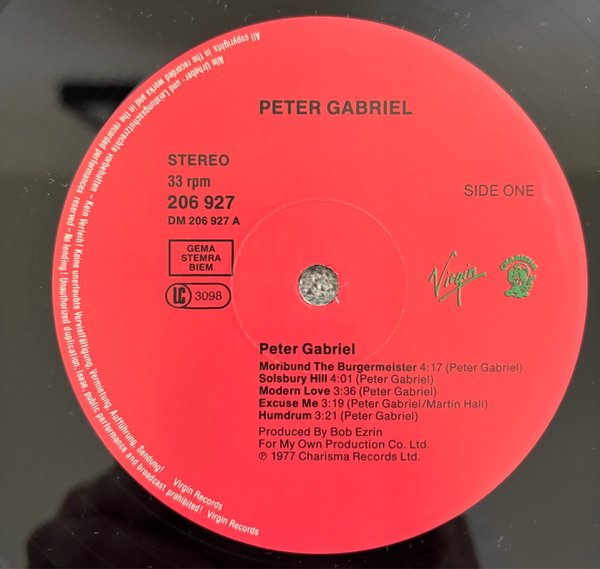 PETER GABRIEL
STEREO
33 rpm
206 927
DM 206 927 A
SIDE ONE
GEMA
STEMRA
BIEM
LC 3098
Virgin
CHARISMA
Peter Gabriel
Moribund The Burgermeister 4:17 (Peter Gabriel)
Solsbury Hill 4:01 (Peter Gabriel)
Modern Love 3:36 (Peter Gabriel)
Excuse Me 3:19 (Peter Gabriel/Martin Hall)
Humdrum 3:21 (Peter Gabriel)
Produced By Bob Ezrin
For My Own Production Co. Ltd.
℗ 1977 Charisma Records Ltd.
Alle Urheber- und Leistungsschutzrechte vorbehalten - Kein Verleih! Keine unerlaubte Vervielfältigung, Vermietung, Aufführung, Sendung! Virgin Records
All copyrights in the recorded works and in the recorded performances reserved - No lending! Unauthorized duplication, lease, public performance and broadcast prohibited! Virgin Records